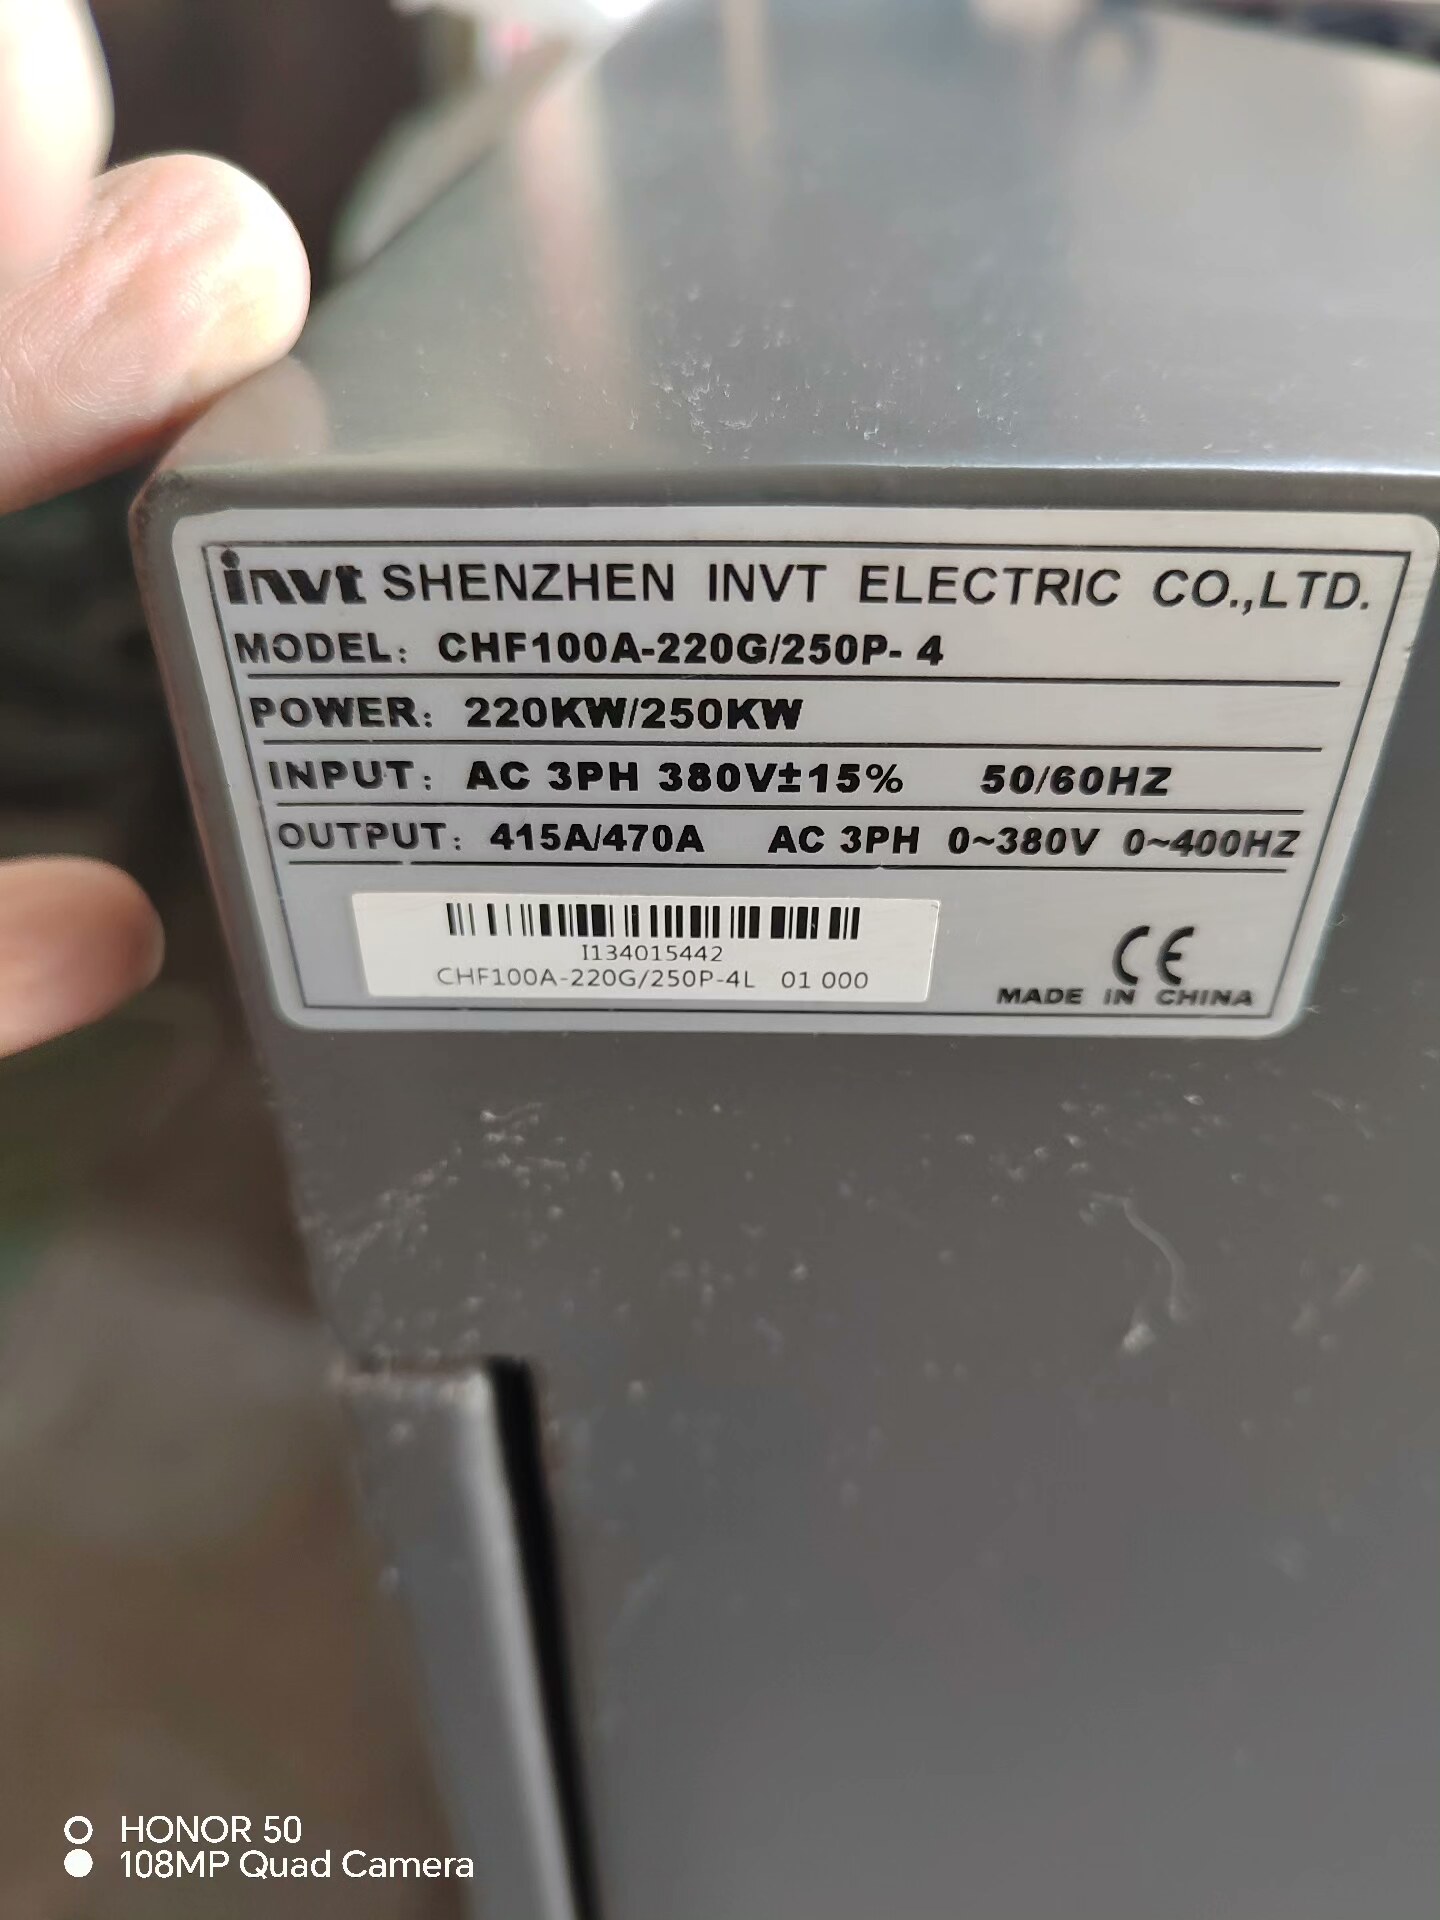 invt SHENZHEN INVT ELECTRIC CO.,LTD.
MODEL: CHF100A-220G/250P- 4
POWER: 220KW/250KW
INPUT: AC 3PH 380V±15% 50/60HZ
OUTPUT: 415A/470A AC 3PH 0~380V 0~400HZ
I134015442
CHF100A-220G/250P-4L 01 000
CE
MADE IN CHINA
HONOR 50
108MP Quad Camera